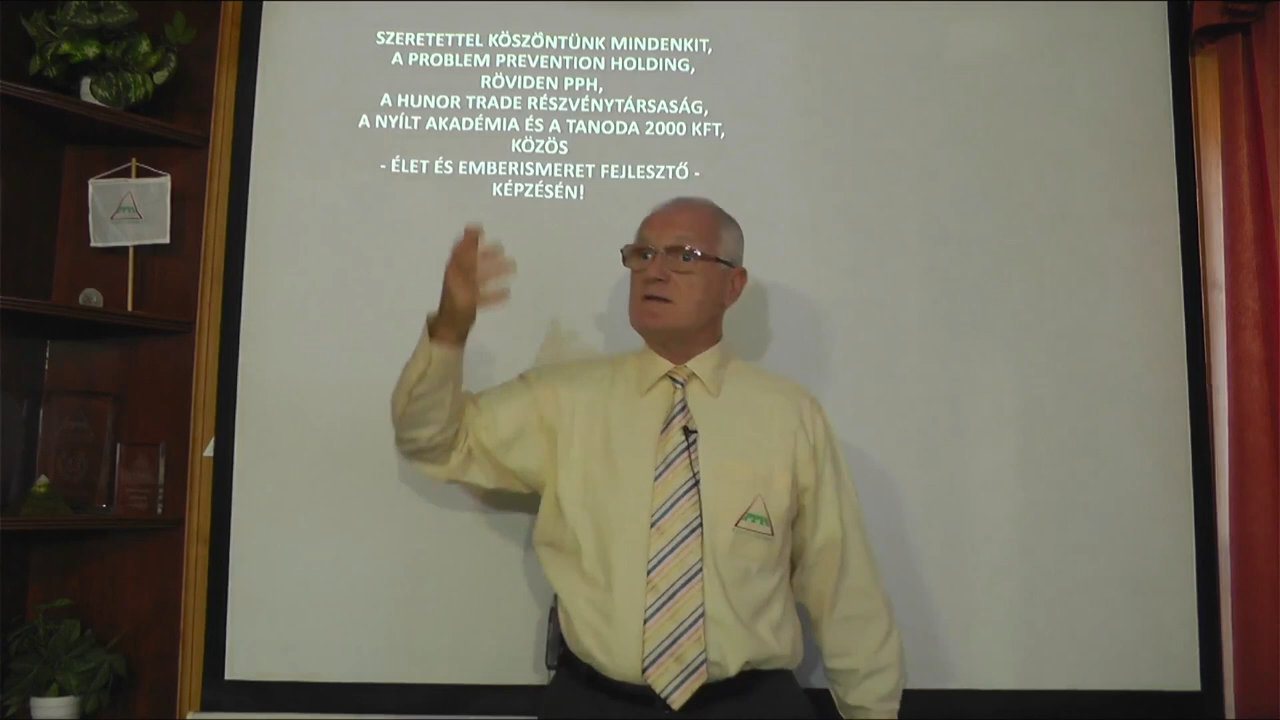 SZERETETTEL KÖSZÖNTÜNK MINDENKIT,
A PROBLEM PREVENTION HOLDING,
RÖVIDEN PPH,
A HUNOR TRADE RÉSZVÉNYTÁRSASÁG,
A NYÍLT AKADÉMIA ÉS A TANODA 2000 KFT,
KÖZÖS
- ÉLET ÉS EMBERISMERET FEJLESZTŐ -
KÉPZÉSÉN!